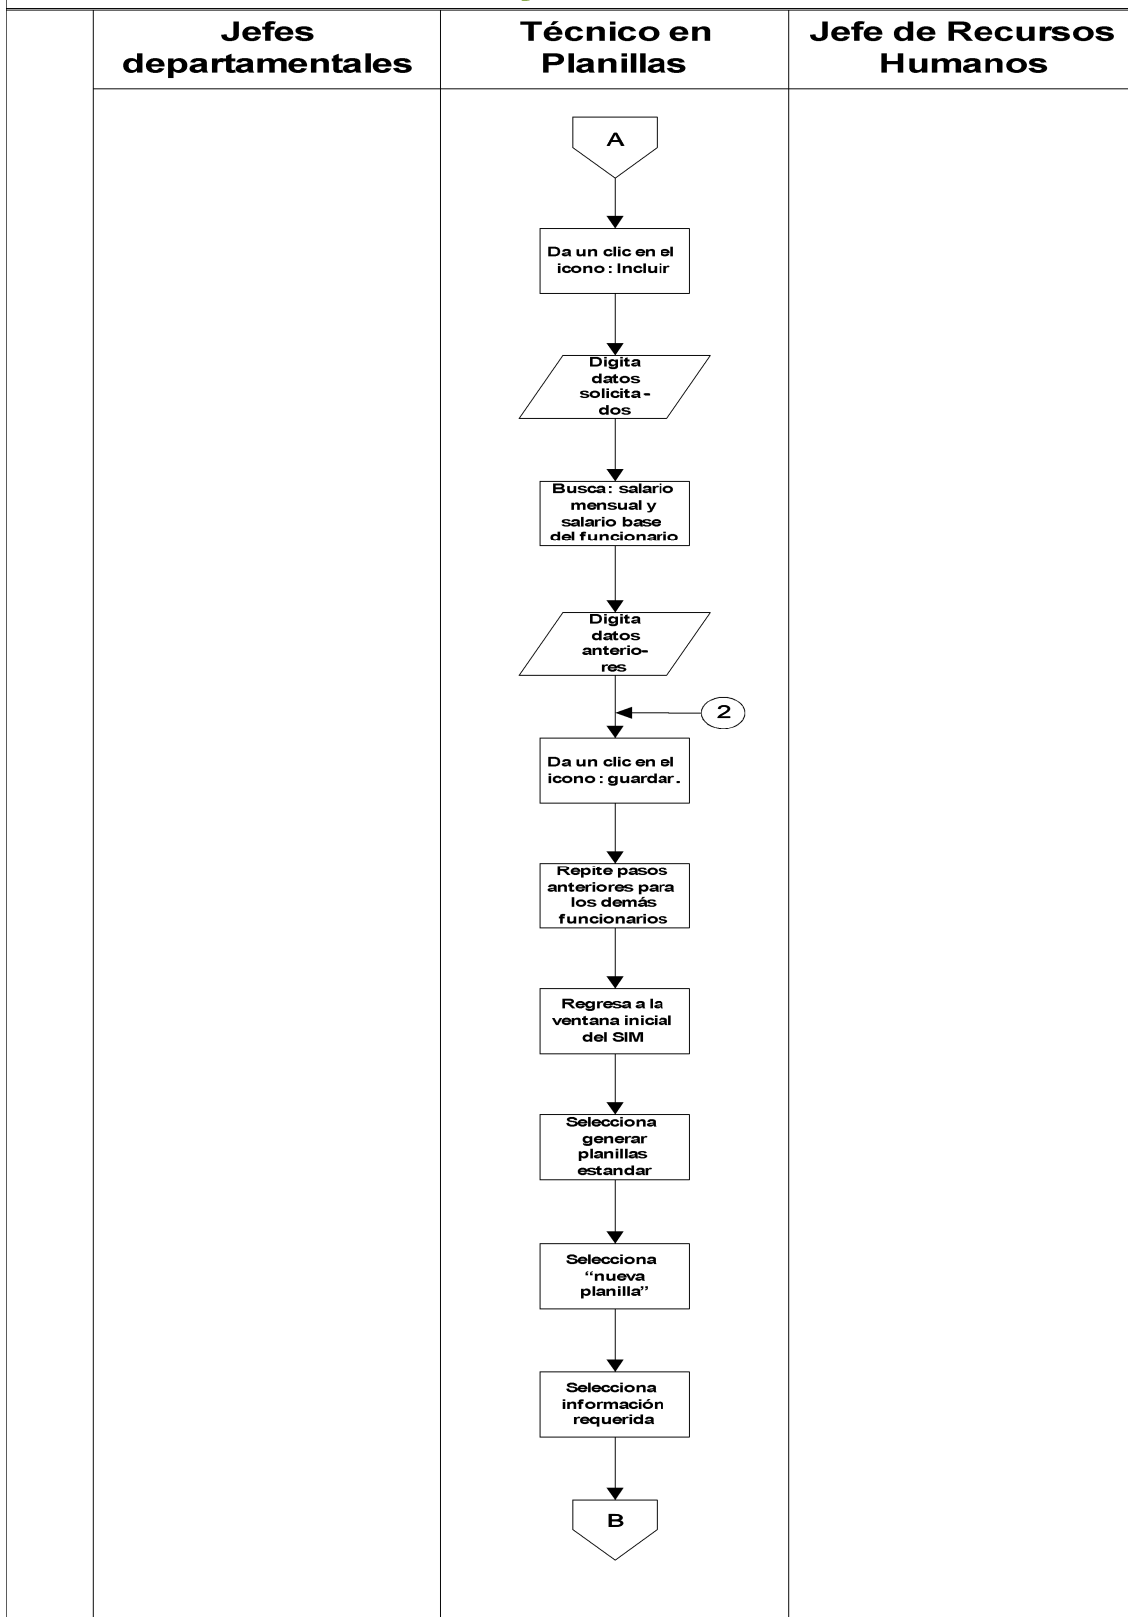 Jefes
departamentales
Técnico en
Planillas
Jefe de Recursos
Humanos
A
Da un clic en el
icono: Incluir
Digita
datos
solicita-
dos
Busca: salario
mensual y
salario base
del funcionario
Digita
datos
anterio-
res
2
Da un clic en el
icono: guardar.
Repite pasos
anteriores para
los demás
funcionarios
Regresa a la
ventana inicial
del SIM
Selecciona
generar
planillas
estandar
Selecciona
“nueva
planilla”
Selecciona
información
requerida
B